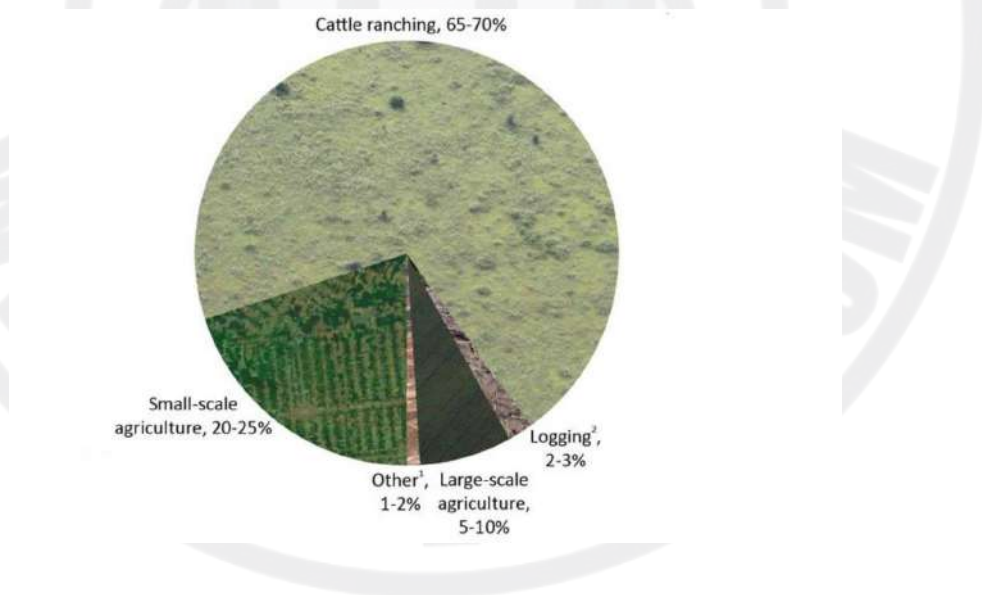 Cattle ranching, 65-70%
Small-scale
agriculture, 20-25%
Other¹,
1-2%
Large-scale
agriculture,
5-10%
Logging²,
2-3%